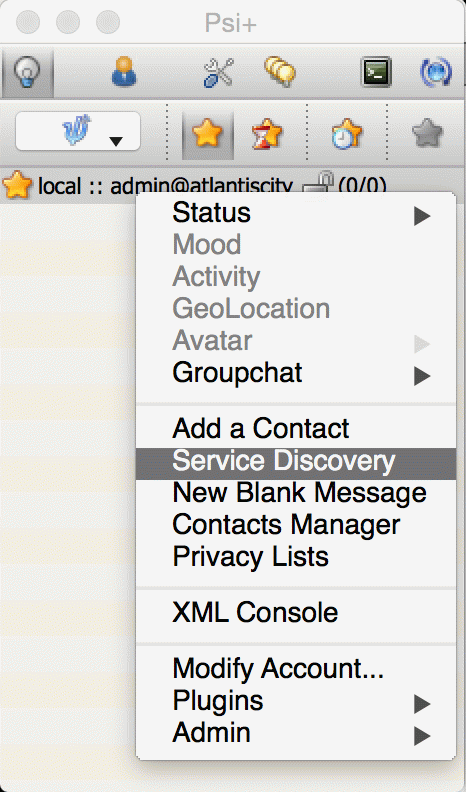 Psi+
local :: admin@atlantiscity (0/0)
Status
Mood
Activity
GeoLocation
Avatar
Groupchat
Add a Contact
Service Discovery
New Blank Message
Contacts Manager
Privacy Lists
XML Console
Modify Account...
Plugins
Admin